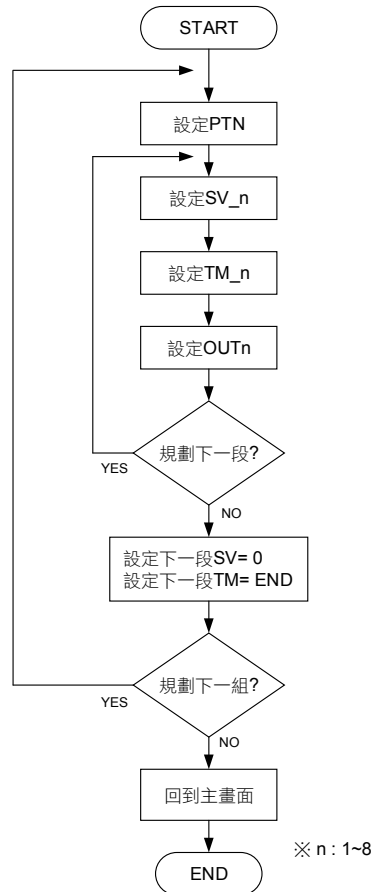 START
設定PTN
設定SV_n
設定TM_n
設定OUTn
規劃下一段?
YES
NO
設定下一段SV= 0
設定下一段TM= END
規劃下一組?
YES
NO
回到主畫面
※ n : 1~8
END